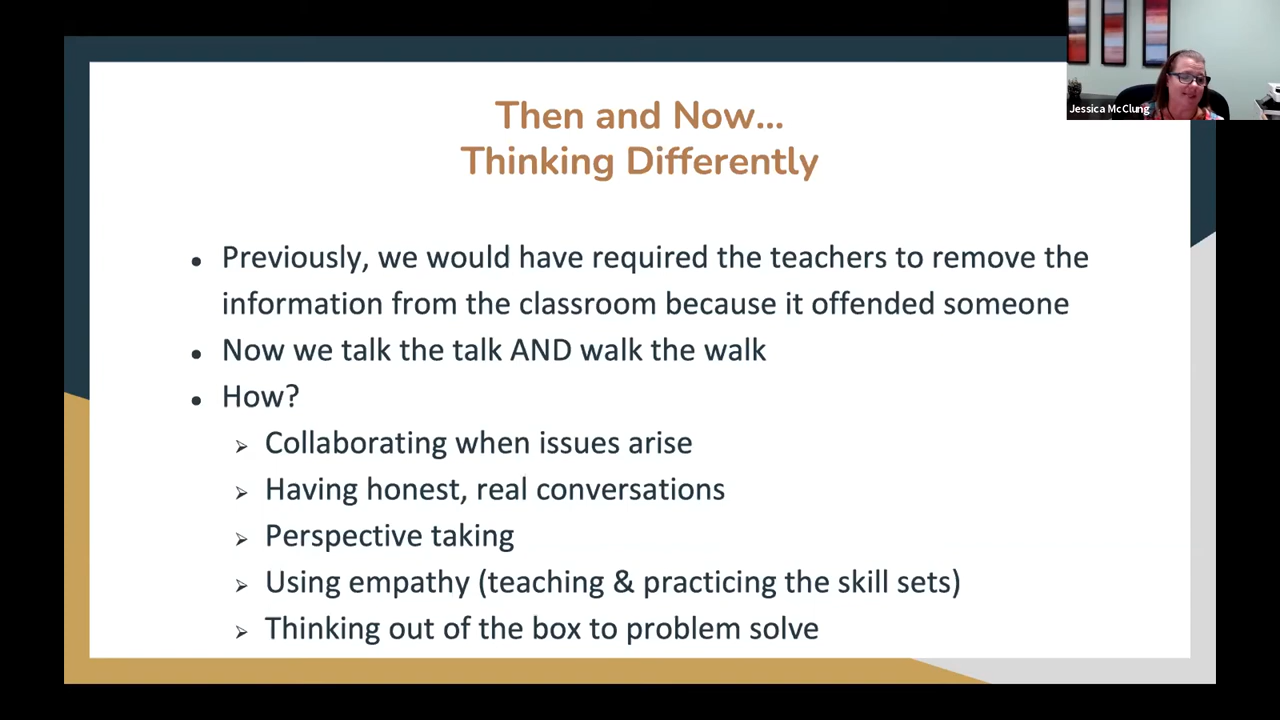 Jessica McClung
Then and Now...
Thinking Differently
• Previously, we would have required the teachers to remove the
information from the classroom because it offended someone
• Now we talk the talk AND walk the walk
• How?
➢ Collaborating when issues arise
➢ Having honest, real conversations
➢ Perspective taking
➢ Using empathy (teaching & practicing the skill sets)
➢ Thinking out of the box to problem solve